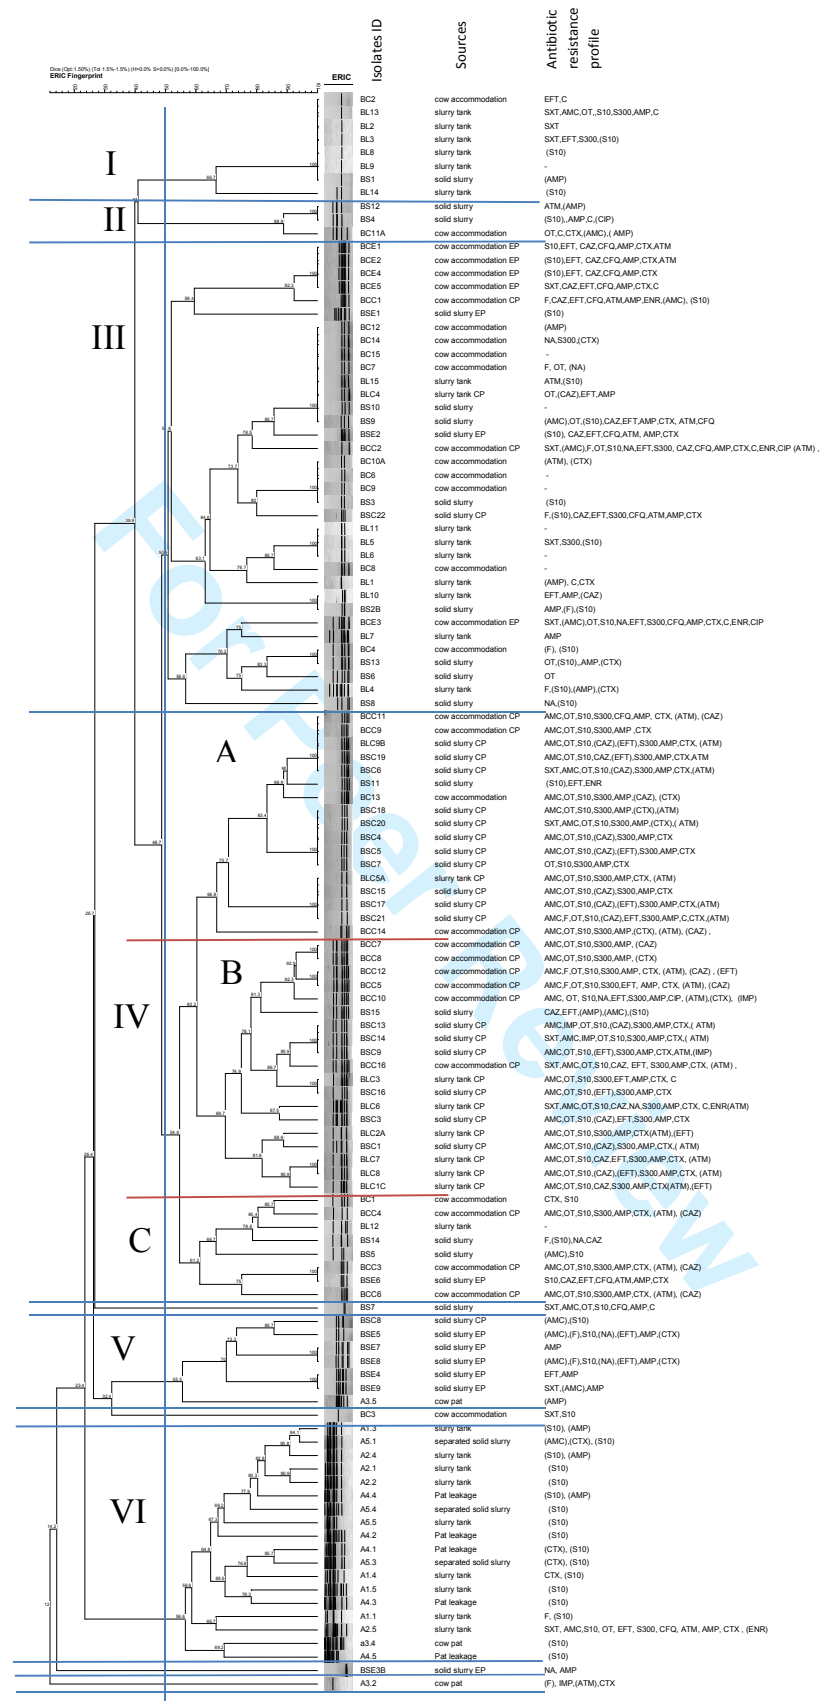 Isolates ID
Sources
Antibiotic resistance profile
Dice (Opt:1.50%) (Tol 1.5%-1.5%) (H>0.0% S>0.0%) [0.0%-100.0%]
ERIC Fingerprint
ERIC
BC2 cow accommodation EFT,C
BL13 slurry tank SXT,AMC,OT,,S10,S300,AMP,C
BL2 slurry tank SXT
BL3 slurry tank SXT,EFT,S300,(S10)
BL8 slurry tank (S10)
I
BL9 slurry tank -
BS1 solid slurry (AMP)
BL14 slurry tank (S10)
BS12 solid slurry ATM,(AMP)
II
BS4 solid slurry (S10),,AMP,C,(CIP)
BC11A cow accommodation OT,C,CTX,(AMC),( AMP)
BCE1 cow accommodation EP S10,EFT, CAZ,CFQ,AMP,CTX,ATM
BCE2 cow accommodation EP (S10),EFT, CAZ,CFQ,AMP,CTX,ATM
BCE4 cow accommodation EP (S10),EFT, CAZ,CFQ,AMP,CTX
BCE5 cow accommodation EP SXT,CAZ,EFT,CFQ,AMP,CTX,C
BCC1 cow accommodation CP F,CAZ,EFT,CFQ,ATM,AMP,ENR,(AMC), (S10)
BSE1 solid slurry EP (S10)
III
BC12 cow accommodation (AMP)
BC14 cow accommodation NA,S300,(CTX)
BC15 cow accommodation -
BC7 cow accommodation F, OT, (NA)
BL15 slurry tank ATM,(S10)
BLC4 slurry tank CP OT,(CAZ),EFT,AMP
BS10 solid slurry -
BS9 solid slurry (AMC),OT,(S10),CAZ,EFT,AMP,CTX, ATM,CFQ
BSE2 solid slurry EP (S10), CAZ,EFT,CFQ,ATM, AMP,CTX
BCC2 cow accommodation CP SXT,(AMC),F,OT,S10,NA,EFT,S300, CAZ,CFQ,AMP,CTX,C,ENR,CIP (ATM) ,
BC10A cow accommodation (ATM), (CTX)
BC6 cow accommodation -
BC9 cow accommodation -
BS3 solid slurry (S10)
BSC22 solid slurry CP F,(S10),CAZ,EFT,S300,CFQ,ATM,AMP,CTX
BL11 slurry tank -
BL5 slurry tank SXT,S300,(S10)
BL6 slurry tank -
BC8 cow accommodation -
BL1 slurry tank (AMP), C,CTX
BL10 slurry tank EFT,AMP,(CAZ)
BS2B solid slurry AMP,(F),(S10)
BCE3 cow accommodation EP SXT,(AMC),OT,S10,NA,EFT,S300,CFQ,AMP,CTX,C,ENR,CIP
BL7 slurry tank AMP
BC4 cow accommodation (F), (S10)
BS13 solid slurry OT,(S10),,AMP,(CTX)
BS6 solid slurry OT
BL4 slurry tank F,(S10),(AMP),(CTX)
BS8 solid slurry NA,(S10)
BCC11 cow accommodation CP AMC,OT,S10,S300,CFQ,AMP, CTX, (ATM), (CAZ)
BCC9 cow accommodation CP AMC,OT,S10,S300,AMP ,CTX
A
BLC9B solid slurry CP AMC,OT,S10,(CAZ),(EFT),S300,AMP,CTX, (ATM)
BSC19 solid slurry CP AMC,OT,S10,CAZ,(EFT),S300,AMP,CTX,ATM
BSC6 solid slurry CP SXT,AMC,OT,S10,(CAZ),S300,AMP,CTX,(ATM)
BS11 solid slurry (S10),EFT,ENR
BC13 cow accommodation AMC,OT,S10,S300,AMP,(CAZ), (CTX)
BSC18 solid slurry CP AMC,OT,S10,S300,AMP,(CTX),(ATM)
BSC20 solid slurry CP SXT,AMC,OT,S10,S300,AMP,(CTX),( ATM)
BSC4 solid slurry CP AMC,OT,S10,(CAZ),S300,AMP,CTX
BSC5 solid slurry CP AMC,OT,S10,(CAZ),(EFT),S300,AMP,CTX
BSC7 solid slurry CP OT,S10,S300,AMP,CTX
BLC5A slurry tank CP AMC,OT,S10,S300,AMP,CTX, (ATM)
BSC15 solid slurry CP AMC,OT,S10,(CAZ),S300,AMP,CTX
BSC17 solid slurry CP AMC,OT,S10,(CAZ),(EFT),S300,AMP,CTX,(ATM)
BSC21 solid slurry CP AMC,F,OT,S10,(CAZ),EFT,S300,AMP,C,CTX,(ATM)
BCC14 cow accommodation CP AMC,OT,S10,S300,AMP,(CTX), (ATM), (CAZ) ,
BCC7 cow accommodation CP AMC,OT,S10,S300,AMP, (CAZ)
BCC8 cow accommodation CP AMC,OT,S10,S300,AMP, (CTX)
B
BCC12 cow accommodation CP AMC,F,OT,S10,S300,AMP, CTX, (ATM), (CAZ) , (EFT)
BCC5 cow accommodation CP AMC,F,OT,S10,S300,EFT, AMP, CTX, (ATM), (CAZ)
BCC10 cow accommodation CP AMC, OT, S10,NA,EFT,S300,AMP,CIP, (ATM),(CTX), (IMP)
IV
BS15 solid slurry CAZ,EFT,(AMP),(AMC),(S10)
BSC13 solid slurry CP AMC,IMP,OT,S10,(CAZ),S300,AMP,CTX,( ATM)
BSC14 solid slurry CP SXT,AMC,IMP,OT,S10,S300,AMP,CTX,( ATM)
BSC9 solid slurry CP AMC,OT,S10,(EFT),S300,AMP,CTX,ATM,(IMP)
BCC16 cow accommodation CP SXT,AMC,OT,S10,CAZ, EFT, S300,AMP,CTX, (ATM) ,
BLC3 slurry tank CP AMC,OT,S10,S300,EFT,AMP,CTX, C
BSC16 solid slurry CP AMC,OT,S10,(EFT),S300,AMP,CTX
BLC6 slurry tank CP SXT,AMC,OT,S10,CAZ,NA,S300,AMP,CTX, C,ENR(ATM)
BSC3 solid slurry CP AMC,OT,S10,(CAZ),EFT,S300,AMP,CTX
BLC2A slurry tank CP AMC,OT,S10,S300,AMP,CTX(ATM),(EFT)
BSC1 solid slurry CP AMC,OT,S10,(CAZ),S300,AMP,CTX,( ATM)
BLC7 slurry tank CP AMC,OT,S10,CAZ,EFT,S300,AMP,CTX, (ATM)
BLC8 slurry tank CP AMC,OT,S10,(CAZ),(EFT),S300,AMP,CTX, (ATM)
BLC1C slurry tank CP AMC,OT,S10,CAZ,S300,AMP,CTX(ATM),(EFT)
BC1 cow accommodation CTX, S10
BCC4 cow accommodation CP AMC,OT,S10,S300,AMP,CTX, (ATM), (CAZ)
BL12 slurry tank -
C
BS14 solid slurry F,(S10),NA,CAZ
BS5 solid slurry (AMC),S10
BCC3 cow accommodation CP AMC,OT,S10,S300,AMP,CTX, (ATM), (CAZ)
BSE6 solid slurry EP S10,CAZ,EFT,CFQ,ATM,AMP,CTX
BCC6 cow accommodation CP AMC,OT,S10,S300,AMP,CTX, (ATM), (CAZ)
BS7 solid slurry SXT,AMC,OT,S10,CFQ,AMP,C
BSC8 solid slurry CP (AMC),(S10)
BSE5 solid slurry EP (AMC),(F),S10,(NA),(EFT),AMP,(CTX)
V
BSE7 solid slurry EP AMP
BSE8 solid slurry EP (AMC),(F),S10,(NA),(EFT),AMP,(CTX)
BSE4 solid slurry EP EFT,AMP
BSE9 solid slurry EP SXT,(AMC),AMP
A3.5 cow pat (AMP)
BC3 cow accommodation SXT,S10
A1.3 slurry tank (S10), (AMP)
A5.1 separated solid slurry (AMC),(CTX), (S10)
A2.4 slurry tank (S10), (AMP)
A2.1 slurry tank (S10)
A2.2 slurry tank (S10)
A4.4 Pat leakage (S10), (AMP)
A5.4 separated solid slurry (S10)
VI
A5.5 slurry tank (S10)
A4.2 Pat leakage (S10)
A4.1 Pat leakage (CTX), (S10)
A5.3 separated solid slurry (CTX), (S10)
A1.4 slurry tank CTX, (S10)
A1.5 slurry tank (S10)
A4.3 Pat leakage (S10)
A1.1 slurry tank F, (S10)
A2.5 slurry tank SXT, AMC,S10, OT, EFT, S300, CFQ, ATM, AMP, CTX , (ENR)
a3.4 cow pat (S10)
A4.5 Pat leakage (S10)
BSE3B solid slurry EP NA, AMP
A3.2 cow pat (F), IMP,(ATM),CTX
For Peer Review